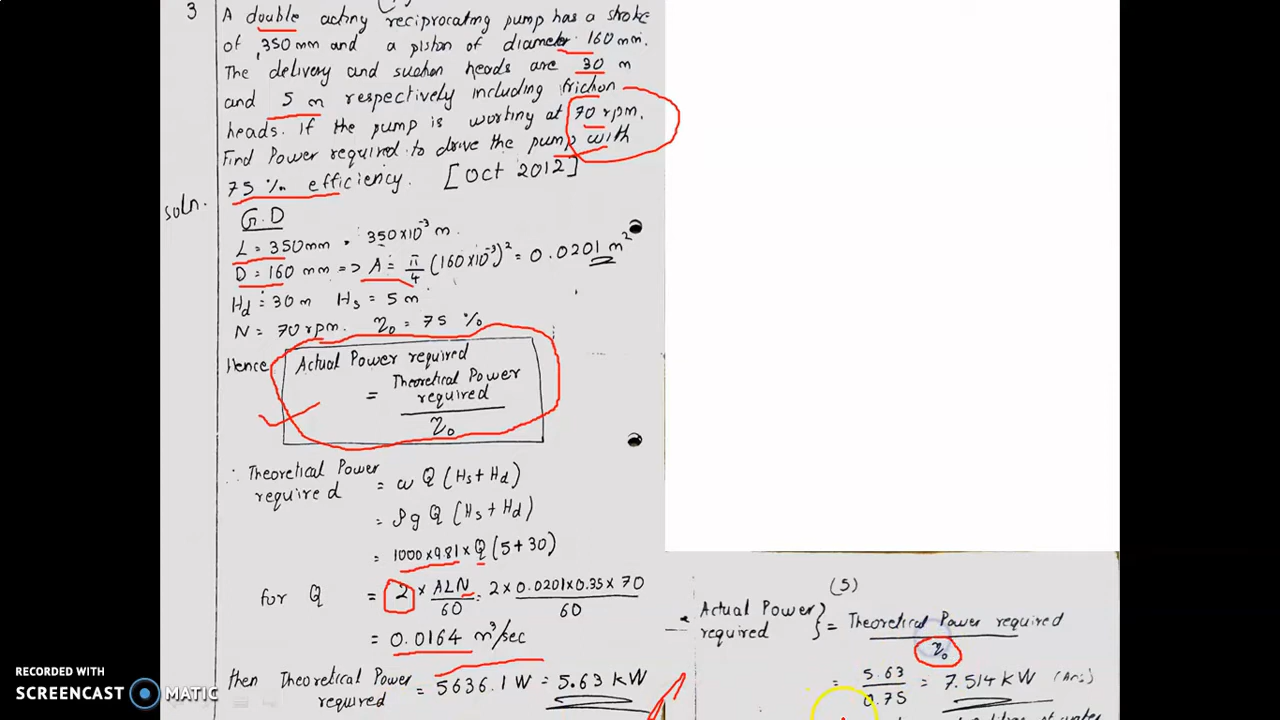 3
A double acting reciprocating pump has a stroke
of 350 mm and a piston of diameter 160 mm.
The delivery and suction heads are 30 m
and 5 m respectively including friction
heads. If the pump is working at 70 rpm.
Find Power required to drive the pump with
75 % efficiency. [Oct 2012]
Soln.
G.D
L = 350mm = 350x10⁻³ m.
D = 160 mm => A = π/4 (160x10⁻³)² = 0.0201 m²
Hd = 30 m Hs = 5 m
N = 70 rpm. η₀ = 75 %
Hence
Actual Power required
= Theoretical Power required / η₀
∴ Theoretical Power required = ω Q (Hs + Hd)
= ρ g Q (Hs + Hd)
= 1000 x 9.81 x Q (5 + 30)
for Q = 2 x ALN/60 = 2 x 0.0201 x 0.35 x 70 / 60
= 0.0164 m³/sec
then Theoretical Power required = 5636.1 W = 5.63 KW
(5)
Actual Power required } = Theoretical Power required / η₀
= 5.63 / 0.75 = 7.514 KW (Ans)
RECORDED WITH
SCREENCAST MATIC